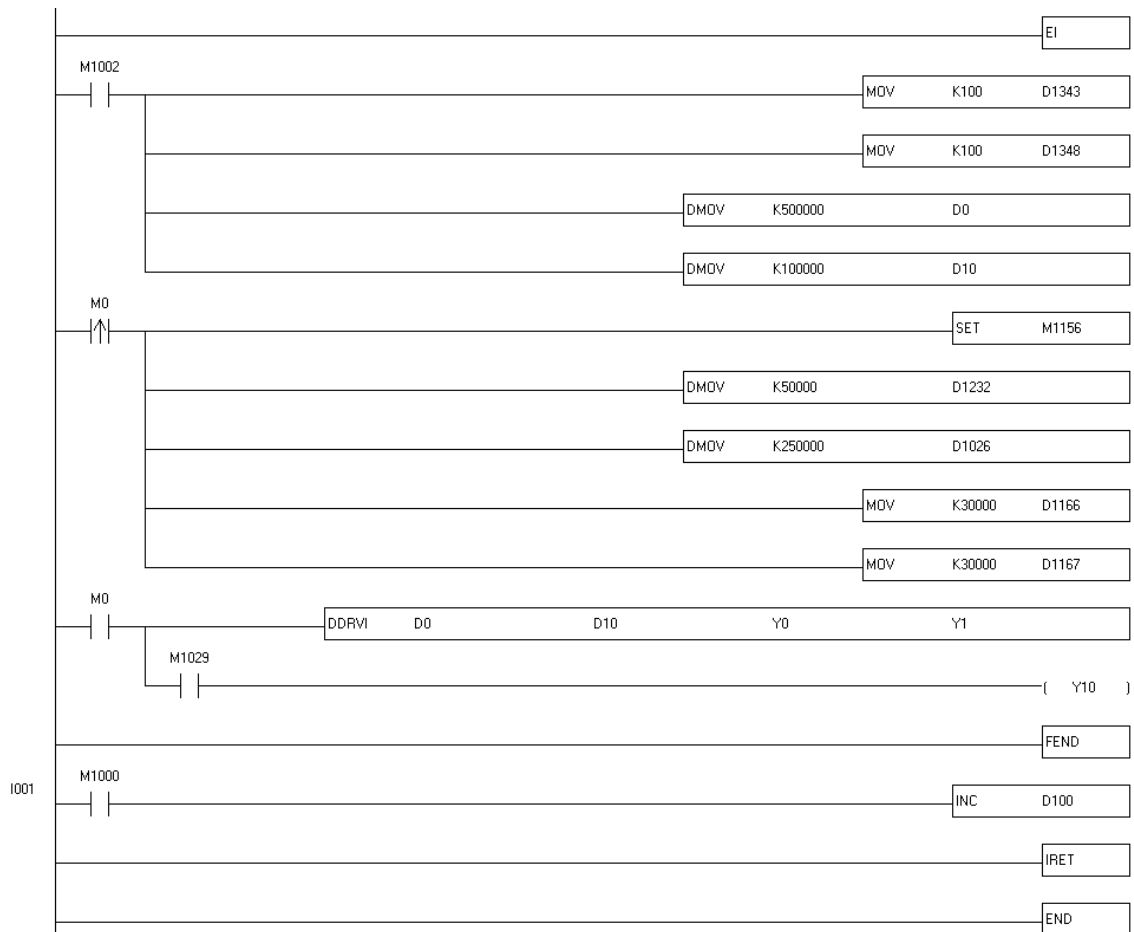 EI
M1002
MOV K100 D1343
MOV K100 D1348
DMOV K500000 D0
DMOV K100000 D10
M0
SET M1156
DMOV K50000 D1232
DMOV K250000 D1026
MOV K30000 D1166
MOV K30000 D1167
M0
DDRVI D0 D10 Y0 Y1
M1029
( Y10 )
FEND
M1000
I001
INC D100
IRET
END